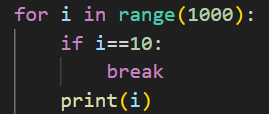 for i in range(1000):
    if i==10:
        break
    print(i)